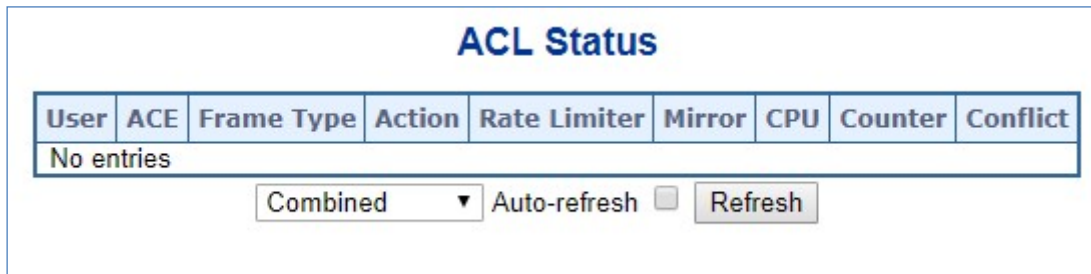 ACL Status
User ACE Frame Type Action Rate Limiter Mirror CPU Counter Conflict
No entries
Combined Auto-refresh Refresh